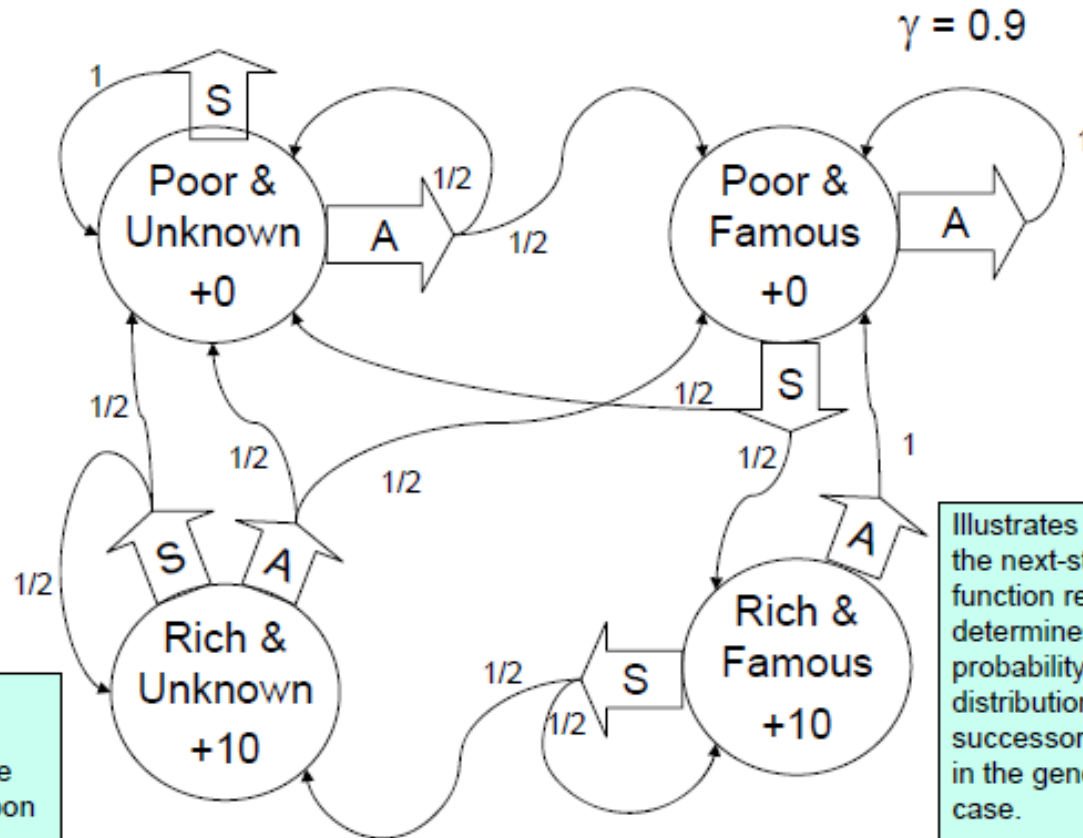 γ = 0.9
1
S
Poor &
Unknown
+0
1/2
A
1/2
Poor &
Famous
+0
A
1/2
S
1/2
1/2
1/2
1/2
1
S
A
A
1/2
Rich &
Unknown
+10
1/2
S
1/2
Rich &
Famous
+10
Illustrates
the next-st
function re
determine
probability
distribution
successor
in the gene
case.